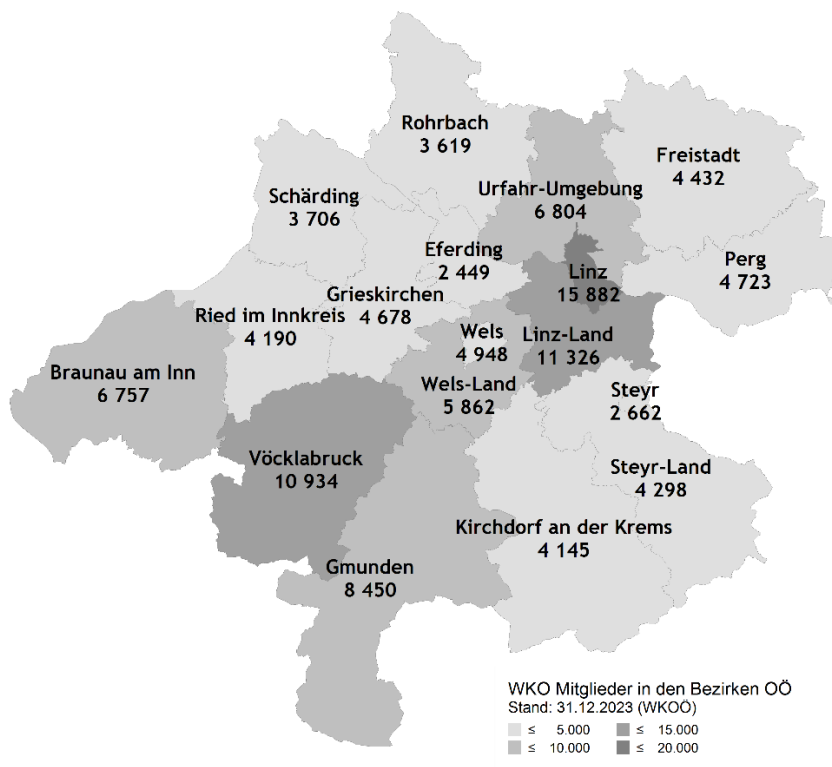 Rohrbach
3 619
Freistadt
4 432
Urfahr-Umgebung
6 804
Schärding
3 706
Eferding
2 449
Perg
4 723
Linz
15 882
Grieskirchen
4 678
Ried im Innkreis
4 190
Wels
4 948
Linz-Land
11 326
Braunau am Inn
6 757
Wels-Land
5 862
Steyr
2 662
Vöcklabruck
10 934
Steyr-Land
4 298
Kirchdorf an der Krems
4 145
Gmunden
8 450
WKO Mitglieder in den Bezirken OÖ
Stand: 31.12.2023 (WKOÖ)
≤ 5.000 ≤ 15.000
≤ 10.000 ≤ 20.000